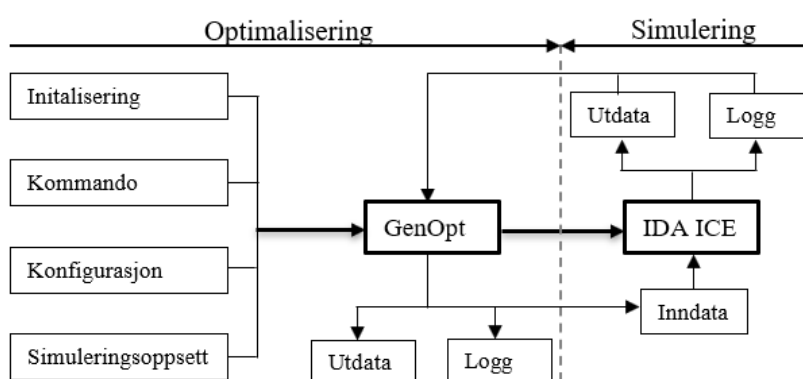 Optimalisering
Simulering
Initalisering
Utdata
Logg
Kommando
GenOpt
IDA ICE
Konfigurasjon
Inndata
Simuleringsoppsett
Utdata
Logg